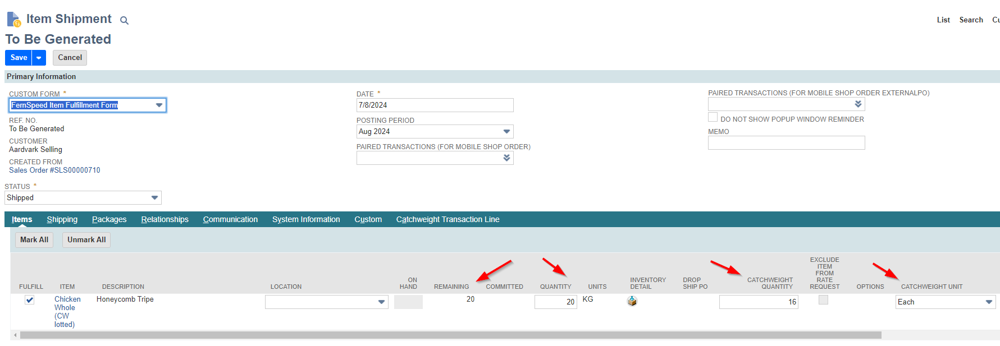 Item Shipment
List Search
To Be Generated
Save Cancel
Primary Information
CUSTOM FORM *
FernSpeed Item Fulfillment Form
REF. NO.
To Be Generated
CUSTOMER
Aardvark Selling
CREATED FROM
Sales Order #SLS00000710
STATUS *
Shipped
DATE *
7/8/2024
POSTING PERIOD
Aug 2024
PAIRED TRANSACTIONS (FOR MOBILE SHOP ORDER)
PAIRED TRANSACTIONS (FOR MOBILE SHOP ORDER EXTERNALPO)
DO NOT SHOW POPUP WINDOW REMINDER
MEMO
Items Shipping Packages Relationships Communication System Information Custom Catchweight Transaction Line
Mark All Unmark All
FULFILL
ITEM
DESCRIPTION
LOCATION
ON
HAND
REMAINING
COMMITTED
QUANTITY
UNITS
INVENTORY
DETAIL
DROP
SHIP PO
CATCHWEIGHT
QUANTITY
EXCLUDE
ITEM
FROM
RATE
REQUEST
OPTIONS
CATCHWEIGHT UNIT
Chicken
Whole
(CW
lotted)
Honeycomb Tripe
20
20
KG
16
Each